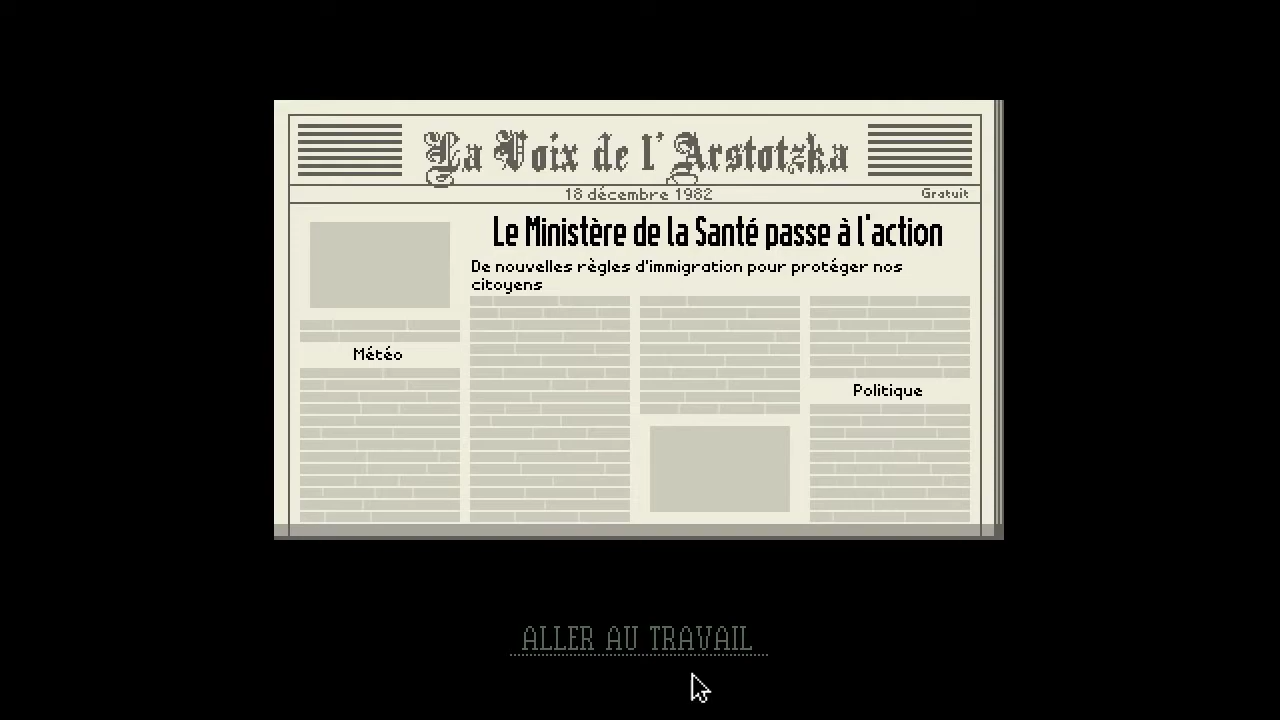 La Voix de l'Arstotzka
18 décembre 1982
Gratuit
Le Ministère de la Santé passe à l'action
De nouvelles règles d'immigration pour protéger nos
citoyens
Météo
Politique
ALLER AU TRAVAIL